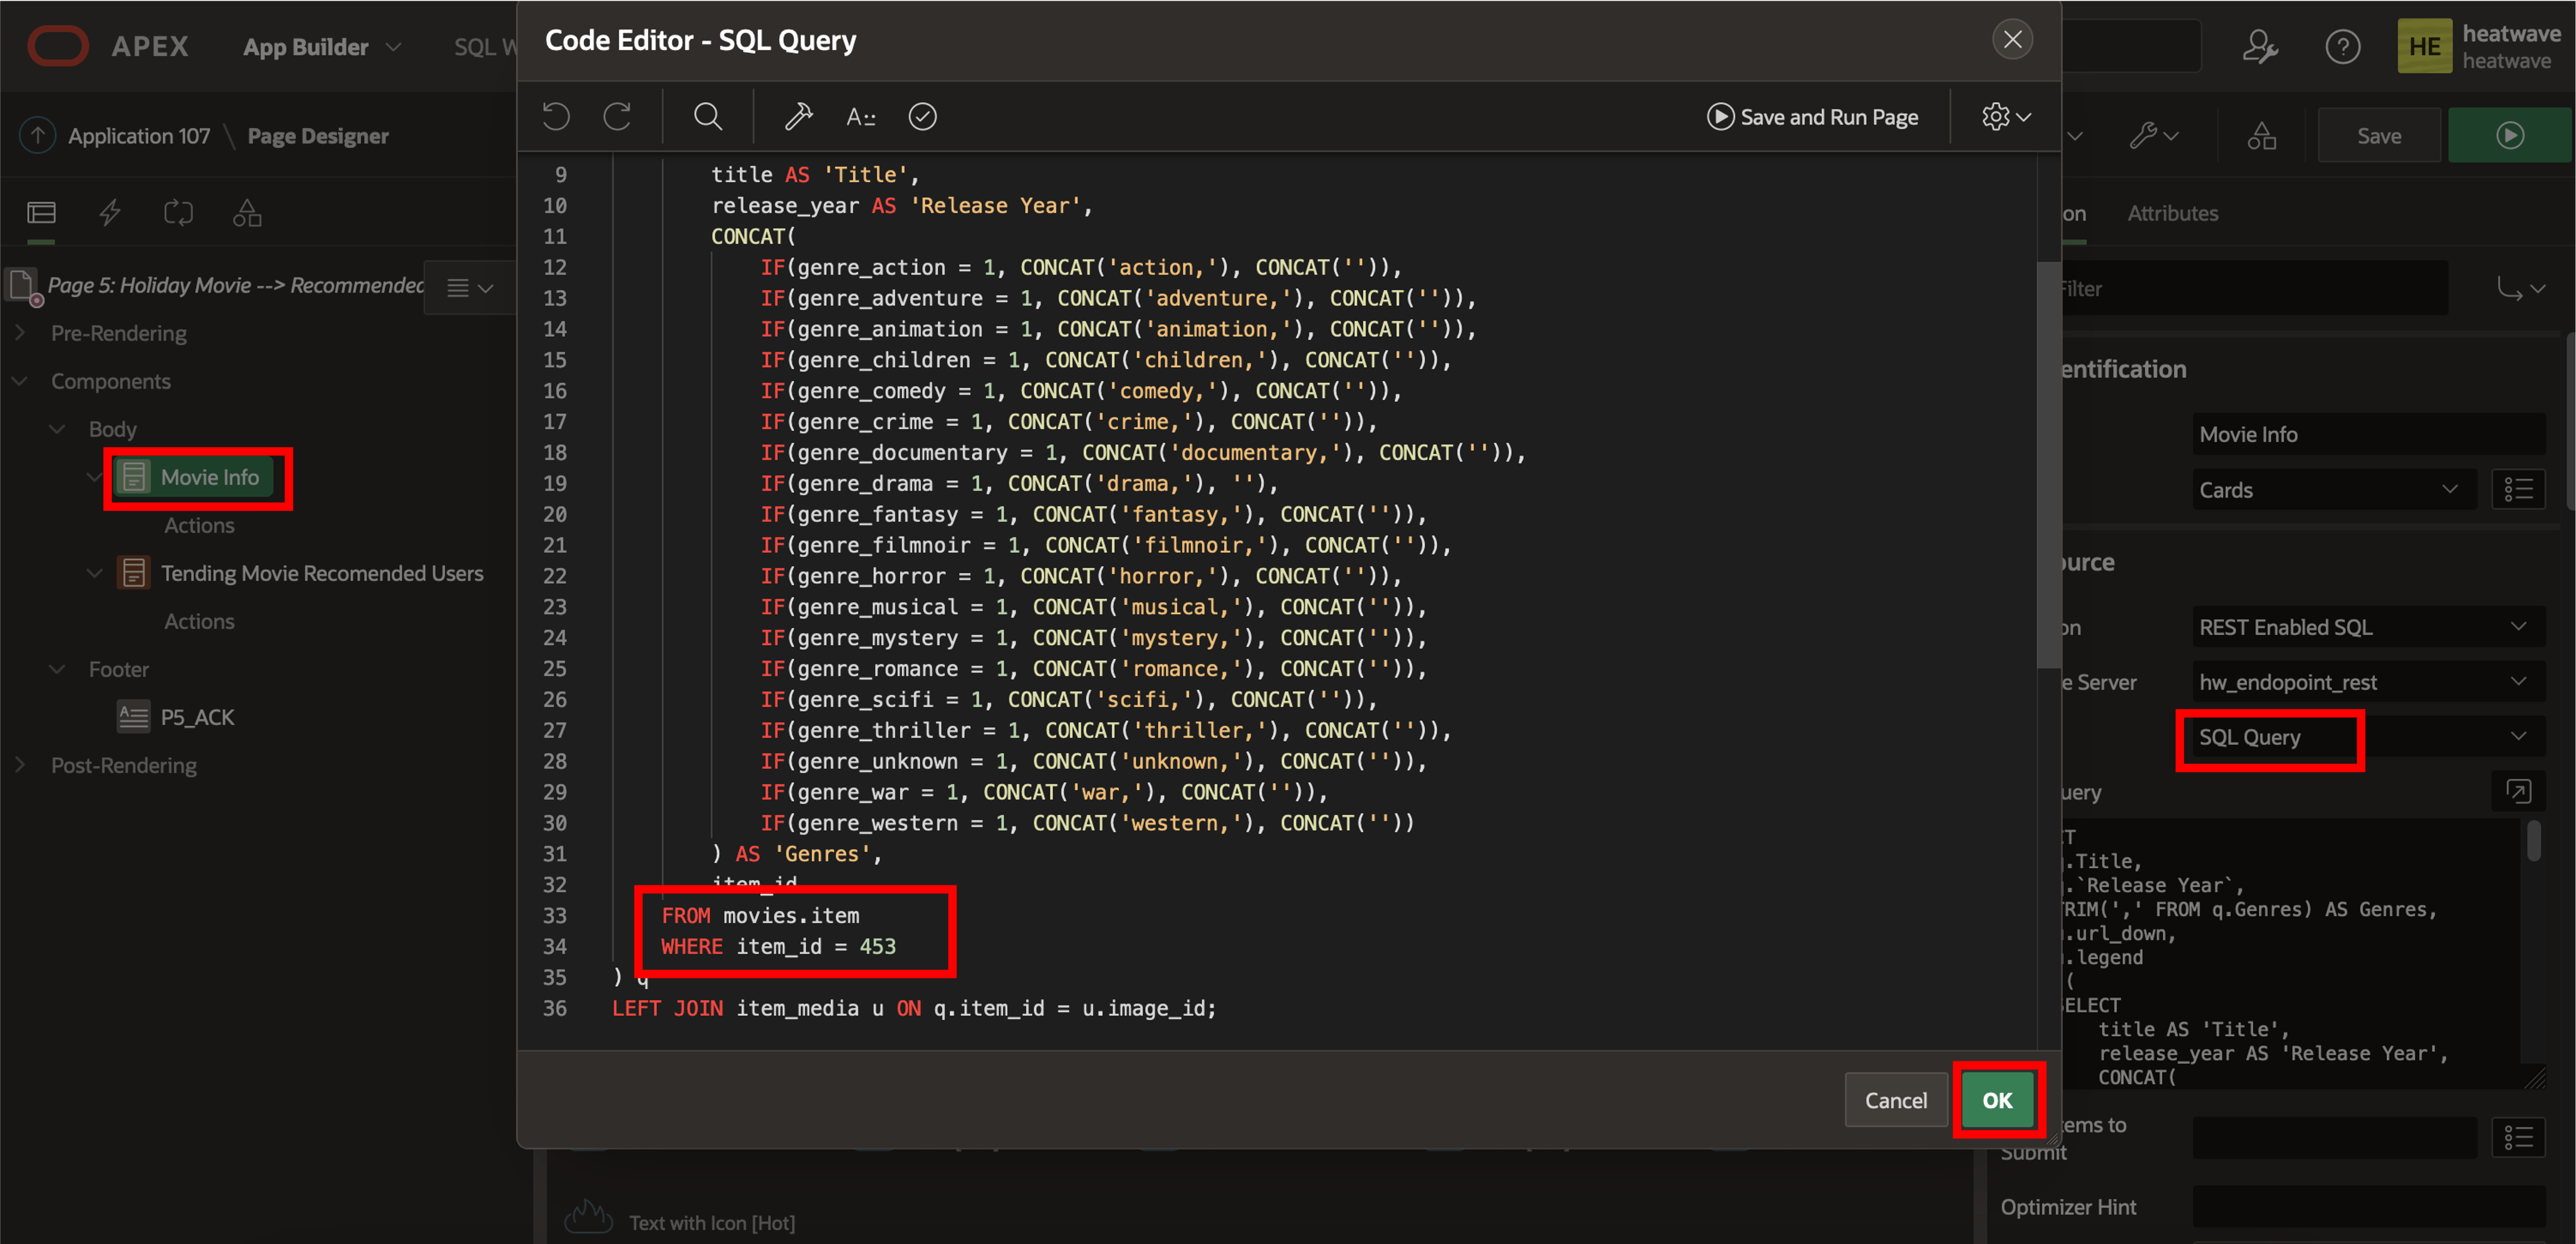 APEX
App Builder
SQL W
Code Editor - SQL Query
HE
heatwave
heatwave
Application 107 \ Page Designer
Save and Run Page
Save
on
Attributes
Page 5: Holiday Movie --> Recommended
Pre-Rendering
Components
Body
Movie Info
Actions
Tending Movie Recomended Users
Actions
Footer
P5_ACK
Post-Rendering
9 title AS 'Title',
10 release_year AS 'Release Year',
11 CONCAT(
12 IF(genre_action = 1, CONCAT('action,'), CONCAT('')),
13 IF(genre_adventure = 1, CONCAT('adventure,'), CONCAT('')),
14 IF(genre_animation = 1, CONCAT('animation,'), CONCAT('')),
15 IF(genre_children = 1, CONCAT('children,'), CONCAT('')),
16 IF(genre_comedy = 1, CONCAT('comedy,'), CONCAT('')),
17 IF(genre_crime = 1, CONCAT('crime,'), CONCAT('')),
18 IF(genre_documentary = 1, CONCAT('documentary,'), CONCAT('')),
19 IF(genre_drama = 1, CONCAT('drama,'), ''),
20 IF(genre_fantasy = 1, CONCAT('fantasy,'), CONCAT('')),
21 IF(genre_filmnoir = 1, CONCAT('filmnoir,'), CONCAT('')),
22 IF(genre_horror = 1, CONCAT('horror,'), CONCAT('')),
23 IF(genre_musical = 1, CONCAT('musical,'), CONCAT('')),
24 IF(genre_mystery = 1, CONCAT('mystery,'), CONCAT('')),
25 IF(genre_romance = 1, CONCAT('romance,'), CONCAT('')),
26 IF(genre_scifi = 1, CONCAT('scifi,'), CONCAT('')),
27 IF(genre_thriller = 1, CONCAT('thriller,'), CONCAT('')),
28 IF(genre_unknown = 1, CONCAT('unknown,'), CONCAT('')),
29 IF(genre_war = 1, CONCAT('war,'), CONCAT('')),
30 IF(genre_western = 1, CONCAT('western,'), CONCAT(''))
31 ) AS 'Genres',
32 item_id
33 FROM movies.item
34 WHERE item_id = 453
35 ) q
36 LEFT JOIN item_media u ON q.item_id = u.image_id;
Cancel
OK
Text with Icon [Hot]
Filter
entification
Movie Info
Cards
ource
on
REST Enabled SQL
e Server
hw_endopoint_rest
SQL Query
uery
CT
.Title,
.`Release Year`,
RIM(',' FROM q.Genres) AS Genres,
.url_down,
.legend
(
ELECT
title AS 'Title',
release_year AS 'Release Year',
CONCAT(
ems to
Submit
Optimizer Hint